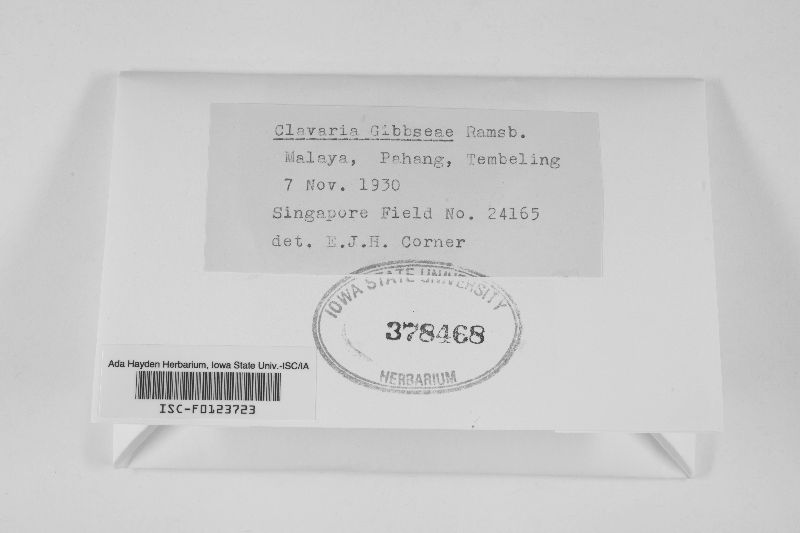 Clavaria Gibbseae Ramsb.
Malaya, Pahang, Tembeling
7 Nov. 1930
Singapore Field No. 24165
det. E.J.H. Corner
IOWA STATE UNIVERSITY
378468
HERBARIUM
Ada Hayden Herbarium, Iowa State Univ.-ISC/IA
ISC-F0123723